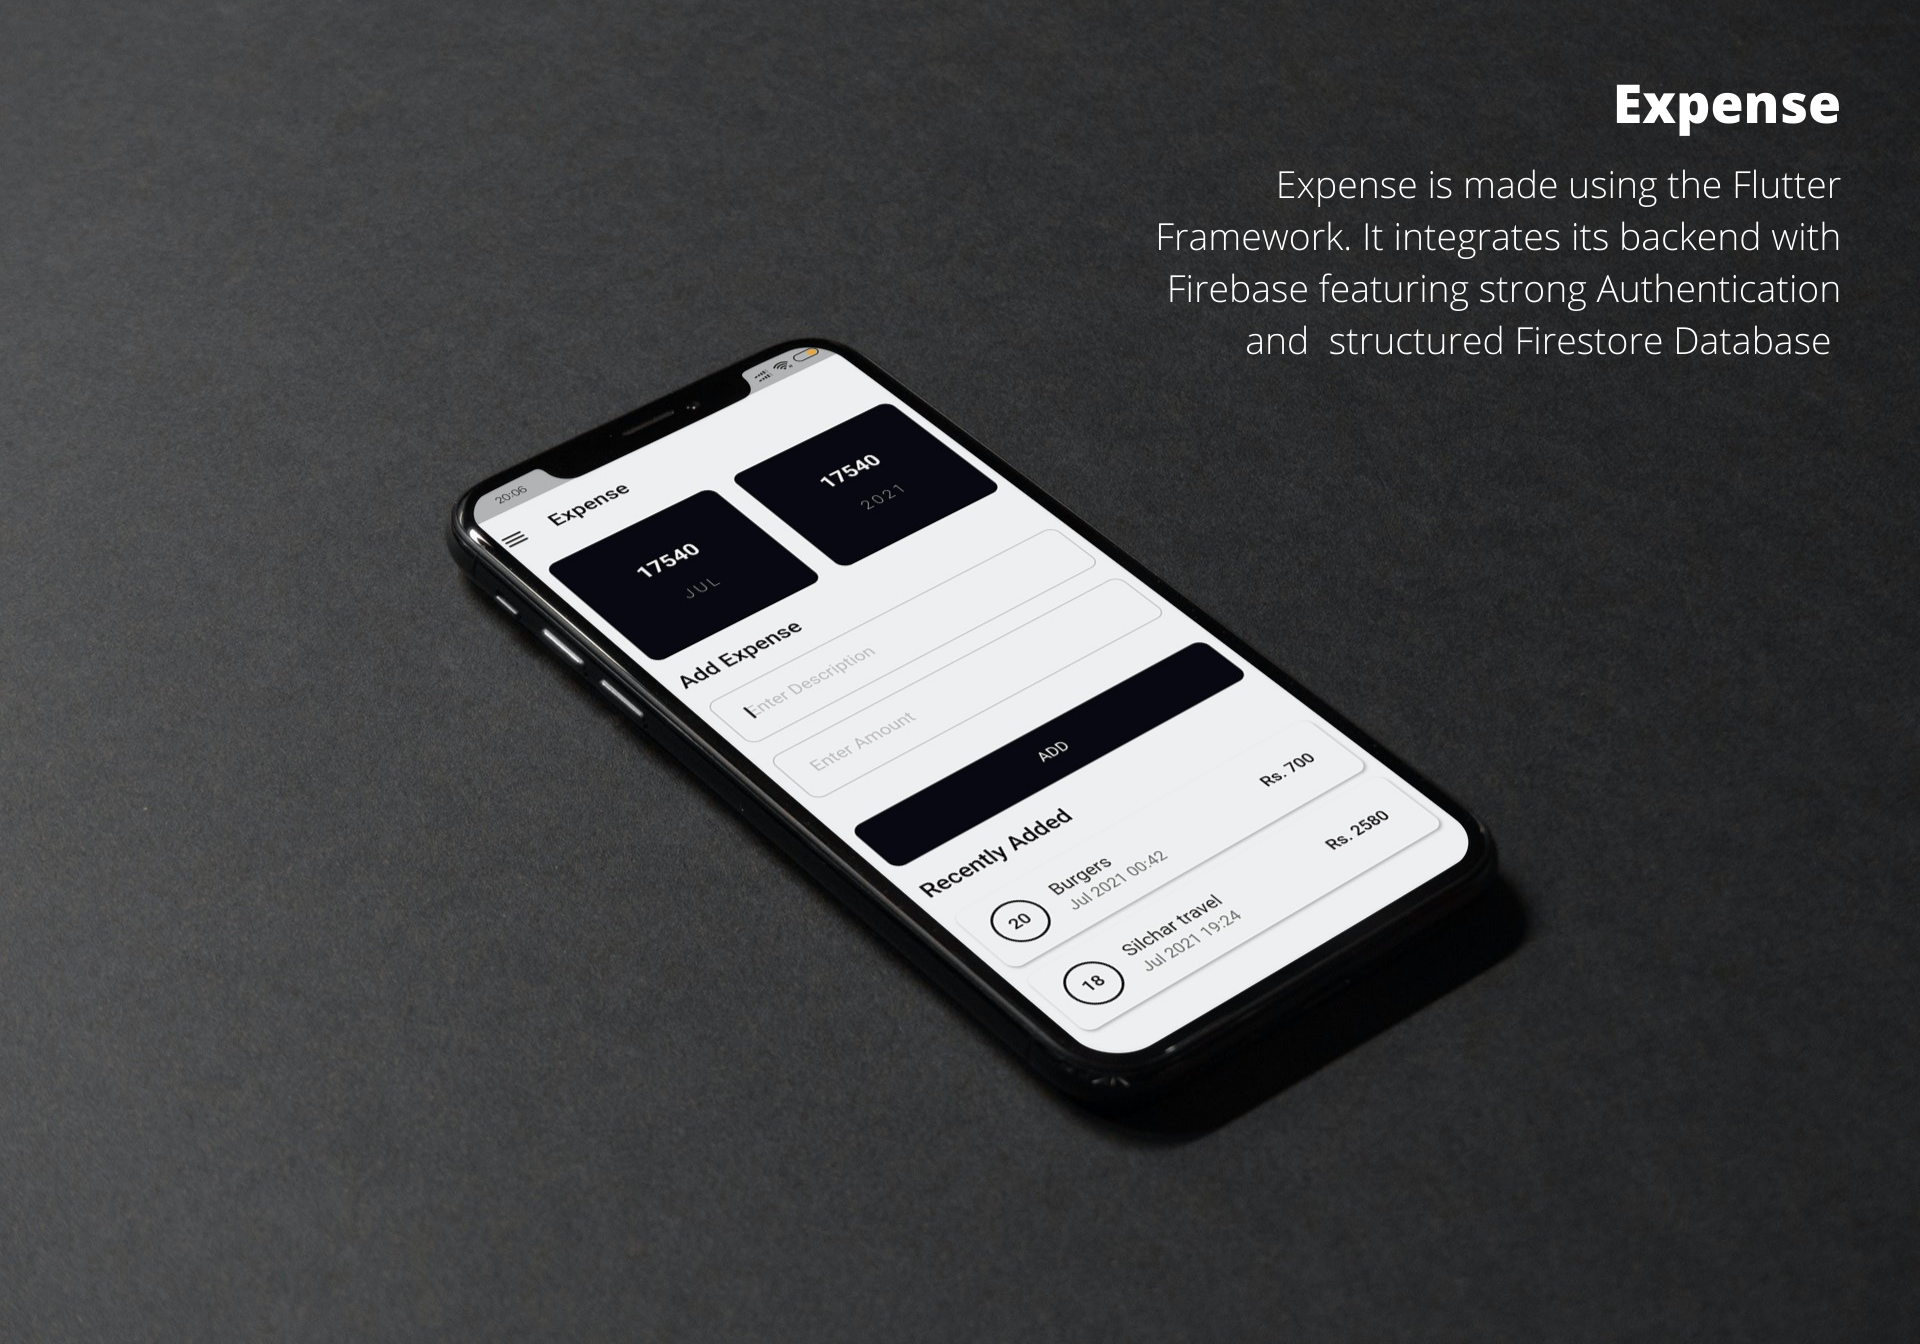 Expense
Expense is made using the Flutter
Framework. It integrates its backend with
Firebase featuring strong Authentication
and  structured Firestore Database
20:06
Expense
17540
JUL
17540
2021
Add Expense
Enter Description
Enter Amount
ADD
Recently Added
20
Burgers
Jul 2021 00:42
Rs. 700
18
Silchar travel
Jul 2021 19:24
Rs. 2580